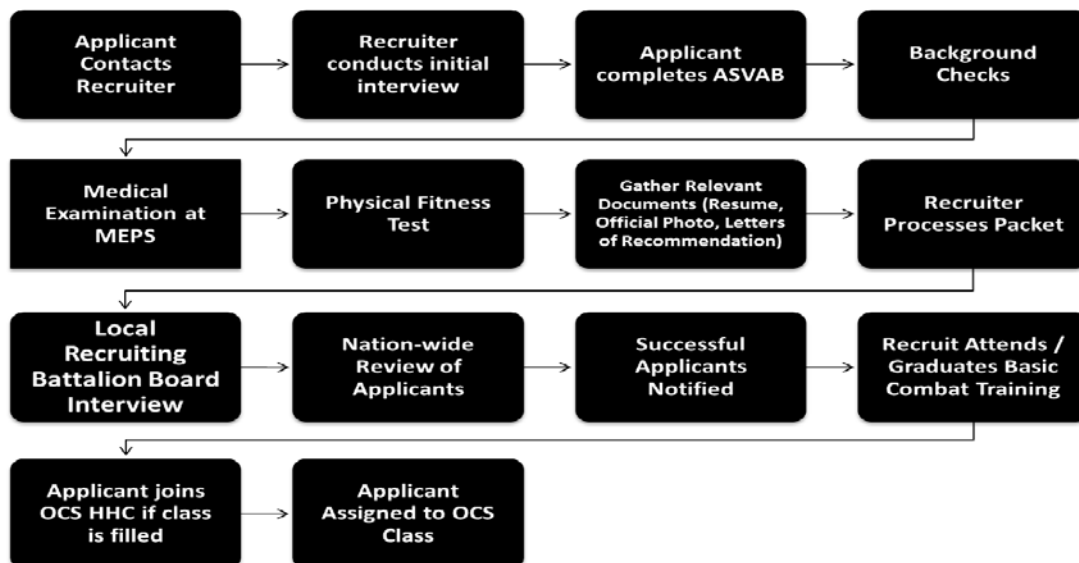 Applicant
Contacts
Recruiter
Recruiter
conducts initial
interview
Applicant
completes ASVAB
Background
Checks
Medical
Examination at
MEPS
Physical Fitness
Test
Gather Relevant
Documents (Resume,
Official Photo, Letters
of Recommendation)
Recruiter
Processes Packet
Local
Recruiting
Battalion Board
Interview
Nation-wide
Review of
Applicants
Successful
Applicants
Notified
Recruit Attends /
Graduates Basic
Combat Training
Applicant joins
OCS HHC if class
is filled
Applicant
Assigned to OCS
Class